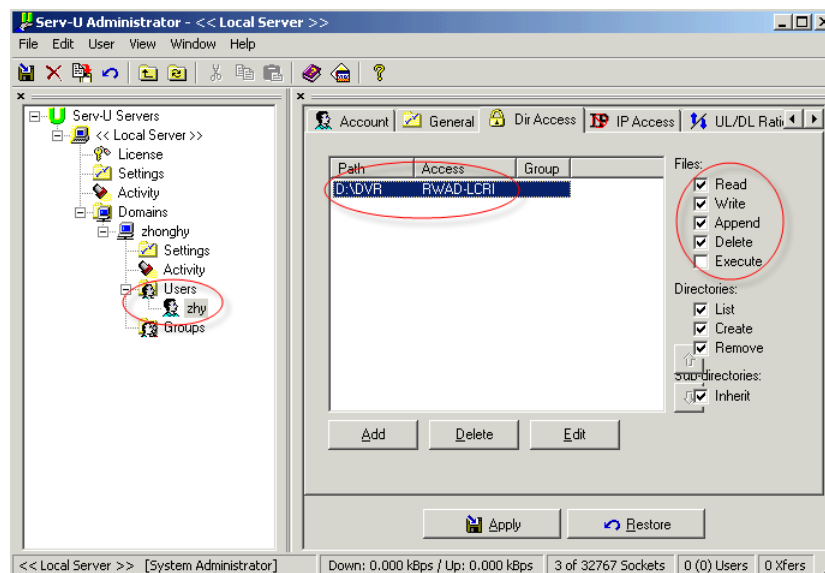 Serv-U Administrator - << Local Server >>
File Edit User View Window Help
Serv-U Servers
<< Local Server >>
License
Settings
Activity
Domains
zhonghy
Settings
Activity
Users
zhy
Groups
Account General Dir Access IP Access UL/DL Rati
Path Access Group
D:\DVR RWAD-LCRI
Files:
Read
Write
Append
Delete
Execute
Directories:
List
Create
Remove
Sub-directories:
Inherit
Add Delete Edit
Apply Restore
<< Local Server >> [System Administrator] Down: 0.000 kBps / Up: 0.000 kBps 3 of 32767 Sockets 0 (0) Users 0 Xfers